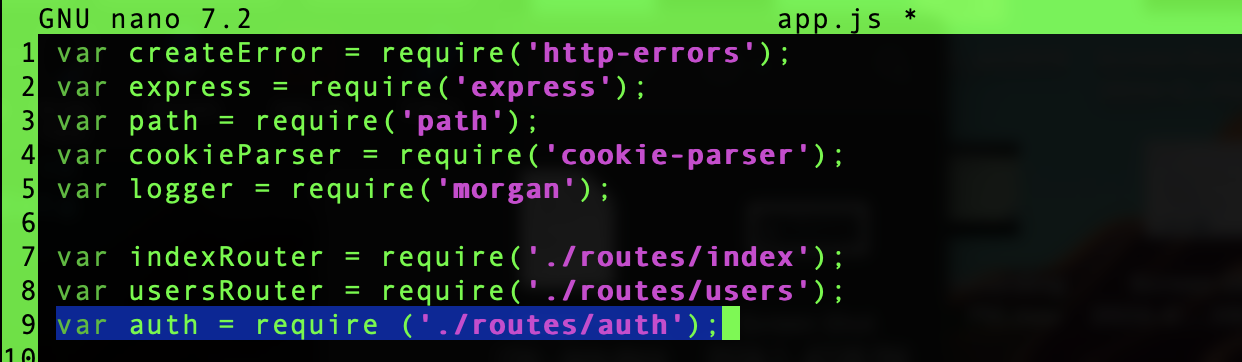 GNU nano 7.2 app.js *
1 var createError = require('http-errors');
2 var express = require('express');
3 var path = require('path');
4 var cookieParser = require('cookie-parser');
5 var logger = require('morgan');
6
7 var indexRouter = require('./routes/index');
8 var usersRouter = require('./routes/users');
9 var auth = require ('./routes/auth');
10